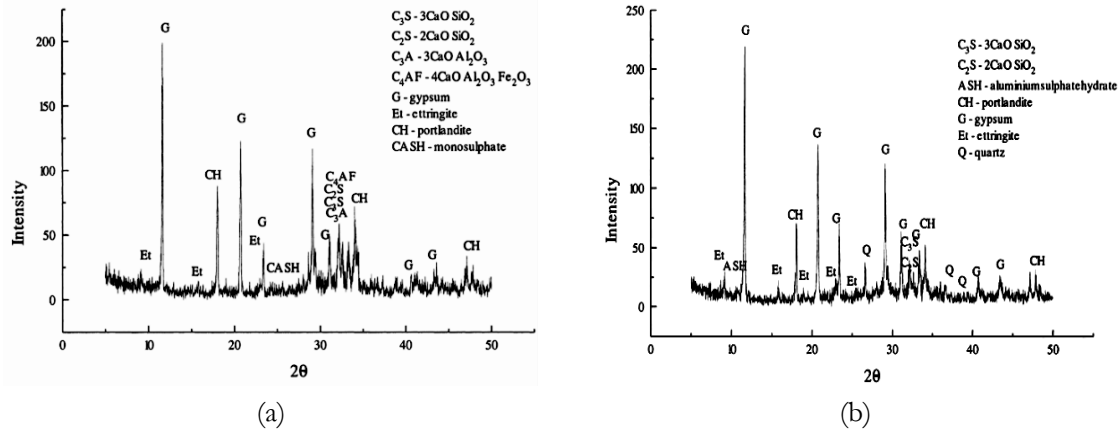 C₃S - 3CaO SiO₂
C₂S - 2CaO SiO₂
C₃A - 3CaO Al₂O₃
C₄AF - 4CaO Al₂O₃ Fe₂O₃
G - gypsum
Et - ettringite
CH - portlandite
CASH - monosulphate
200
150
100
50
0
Intensity
G
CH
G
G
C₄AF
C₂S
C₃S
C₃A
CH
Et
Et
Et
G
CASH
G
G
G
CH
0
10
20
30
40
50
2θ
(a)
C₃S - 3CaO SiO₂
C₂S - 2CaO SiO₂
ASH - aluminiumsulphatehydrate
CH - portlandite
G - gypsum
Et - ettringite
Q - quartz
250
200
150
100
50
0
Intensity
G
G
G
CH
G
G
G
CH
C₃S
C₂S
Et
ASH
Et
Et
Et
Et
Q
Q
Q
G
G
CH
0
10
20
30
40
50
2θ
(b)